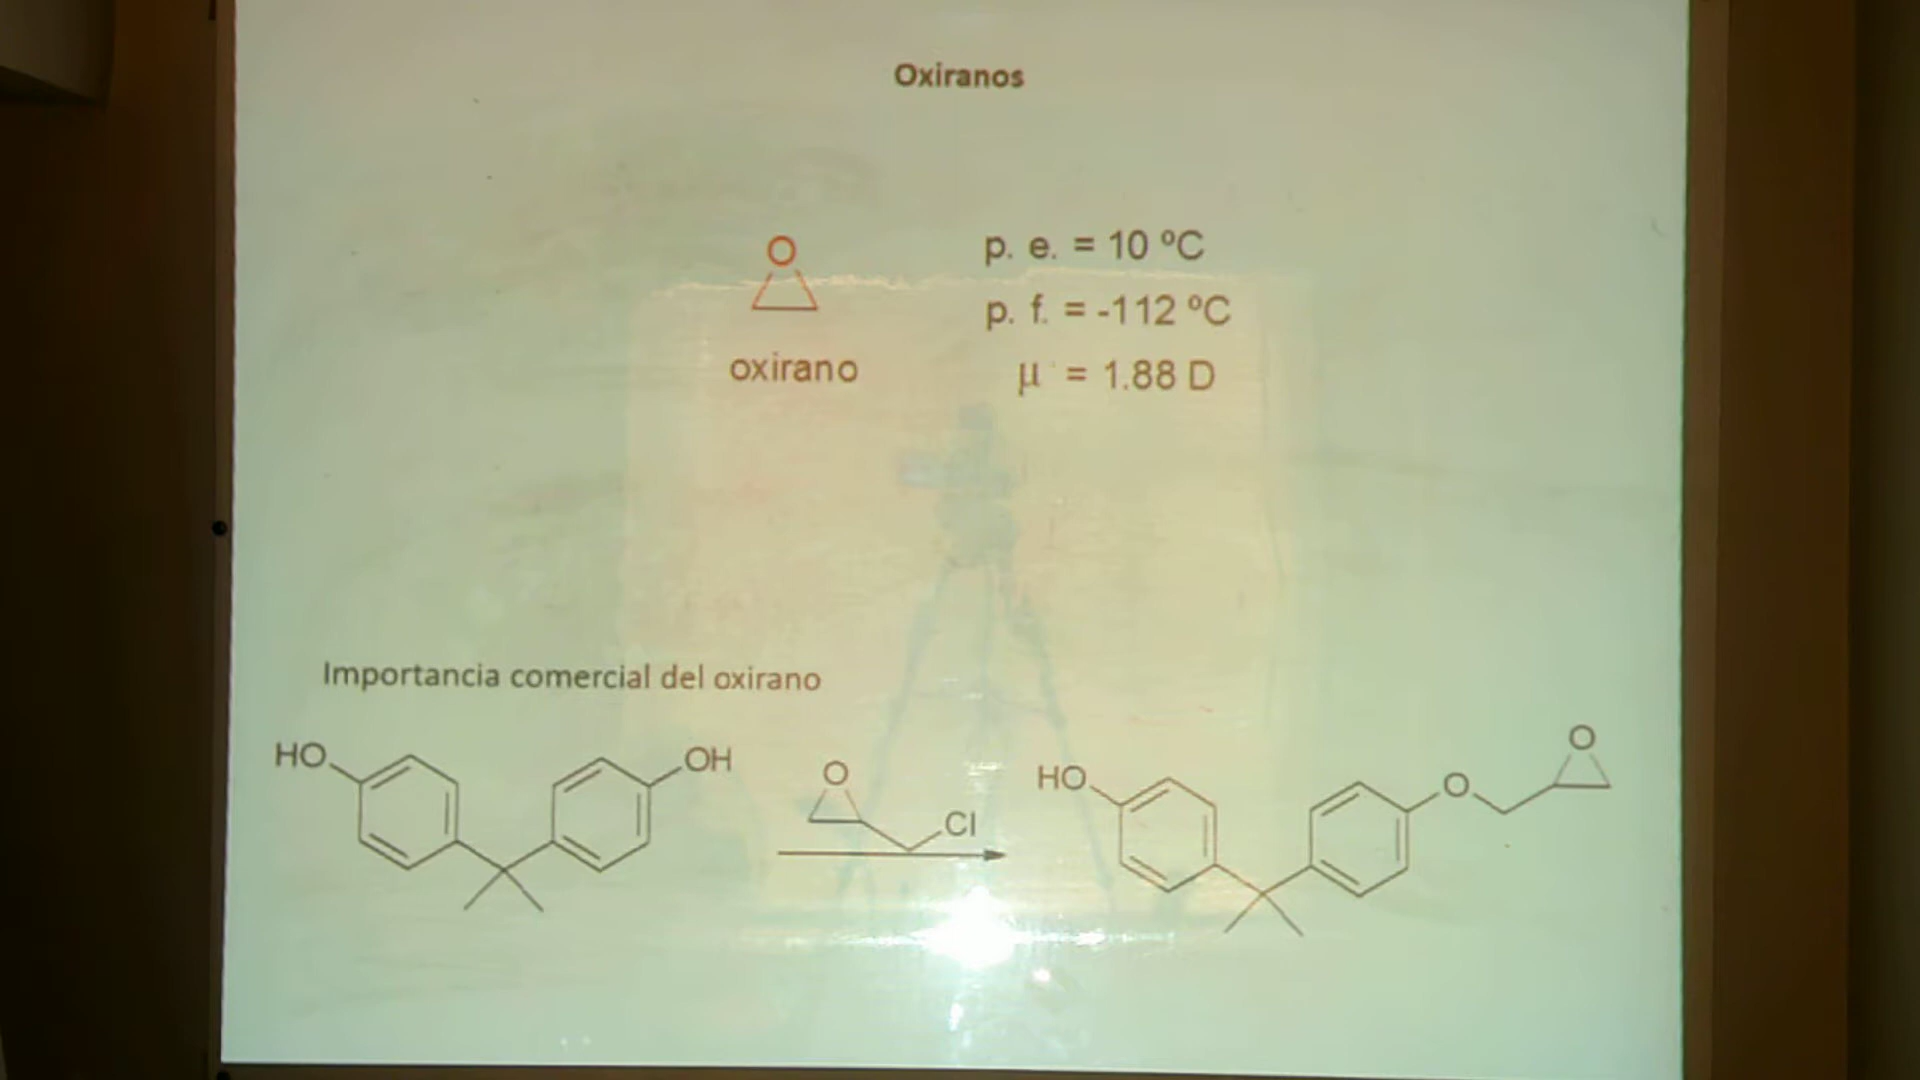 Oxiranos
O
p. e. = 10 ºC
p. f. = -112 ºC
oxirano
µ = 1.88 D
Importancia comercial del oxirano
HO
OH
O
Cl
HO
O
O